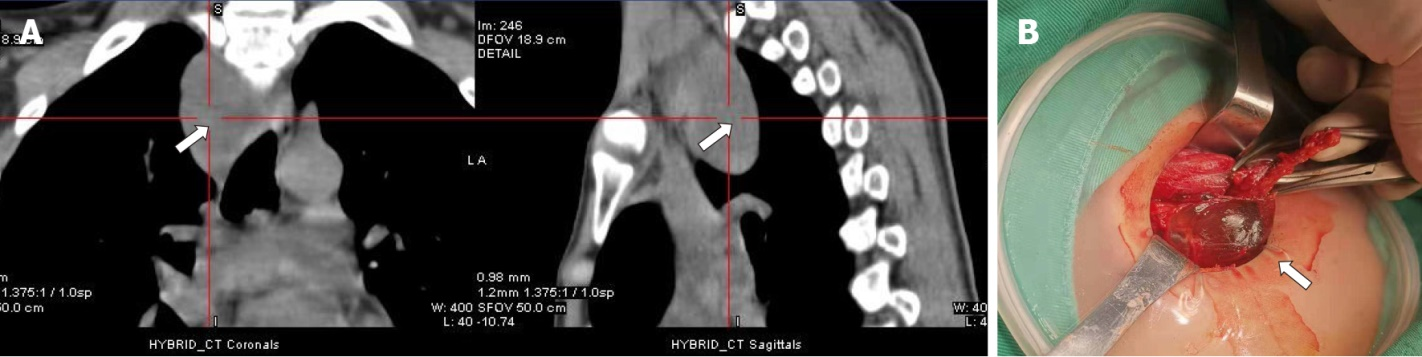 A
8.9
S
Im: 246
DFOV 18.9 cm
DETAIL
S
B
L A
m
1.375:1 / 1.0sp
50.0 cm
I
0.98 mm
1.2mm 1.375:1 / 1.0sp
W: 400 SFOV 50.0 cm
L: 40 -10.74
I
W: 40
L: 4
HYBRID_CT Coronals
HYBRID_CT Sagittals